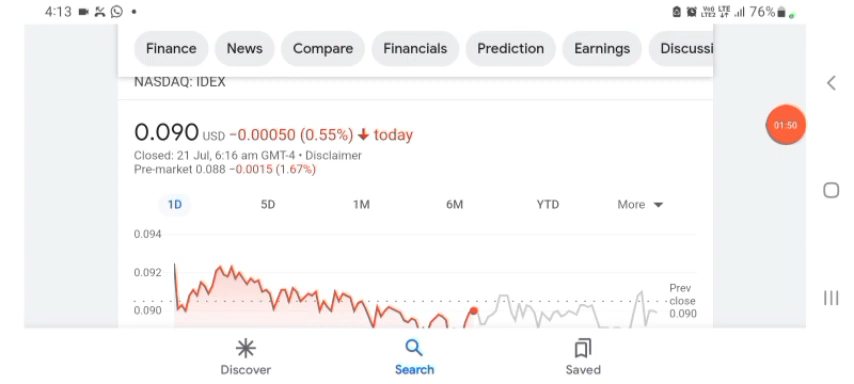 4:13 76%
Vo) LTE
LTE2
Finance News Compare Financials Prediction Earnings Discussi
NASDAQ: IDEX
01:50
0.090 USD −0.00050 (0.55%) ↓ today
Closed: 21 Jul, 6:16 am GMT-4 • Disclaimer
Pre-market 0.088 −0.0015 (1.67%)
1D 5D 1M 6M YTD More
0.094
0.092
0.090
Prev
close
0.090
Discover Search Saved